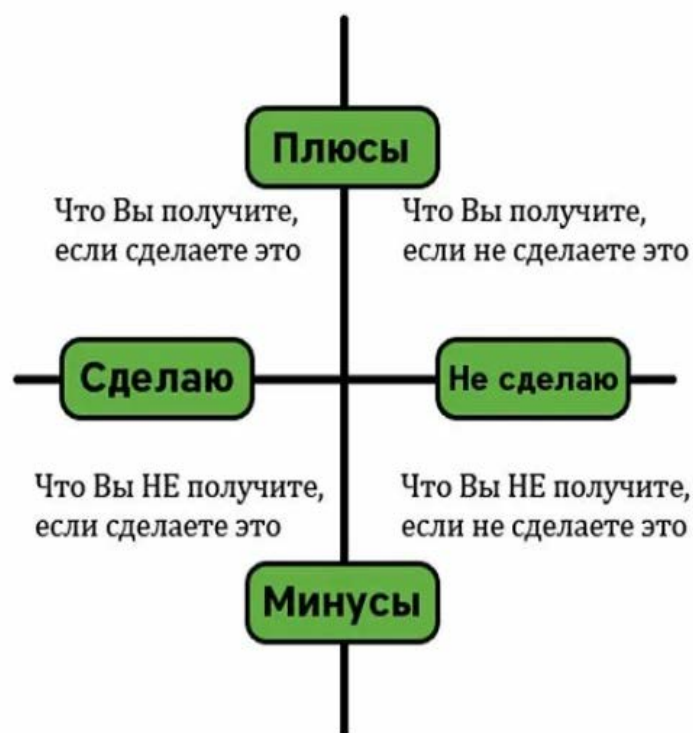 Плюсы
Что Вы получите,
если сделаете это
Что Вы получите,
если не сделаете это
Сделаю
Не сделаю
Что Вы НЕ получите,
если сделаете это
Что Вы НЕ получите,
если не сделаете это
Минусы